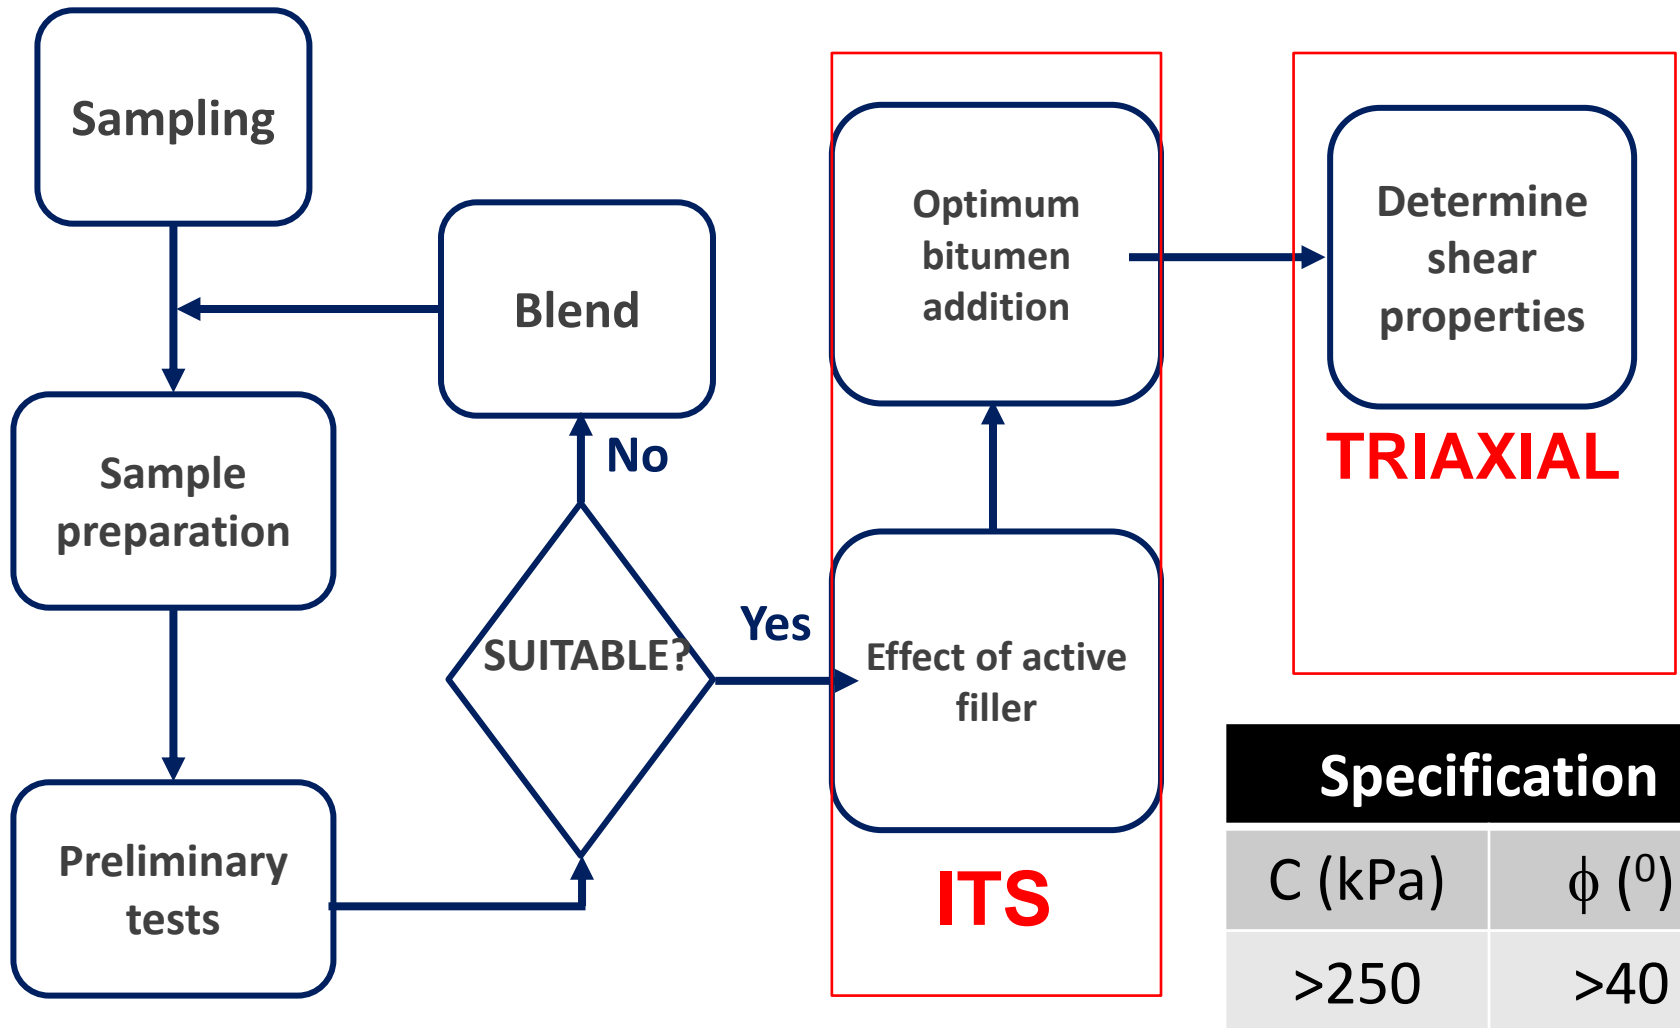 Sampling
Blend
No
Sample
preparation
Preliminary
tests
SUITABLE?
Yes
Optimum
bitumen
addition
Effect of active
filler
ITS
Determine
shear
properties
TRIAXIAL
Specification
C (kPa) ϕ (⁰)
>250 >40